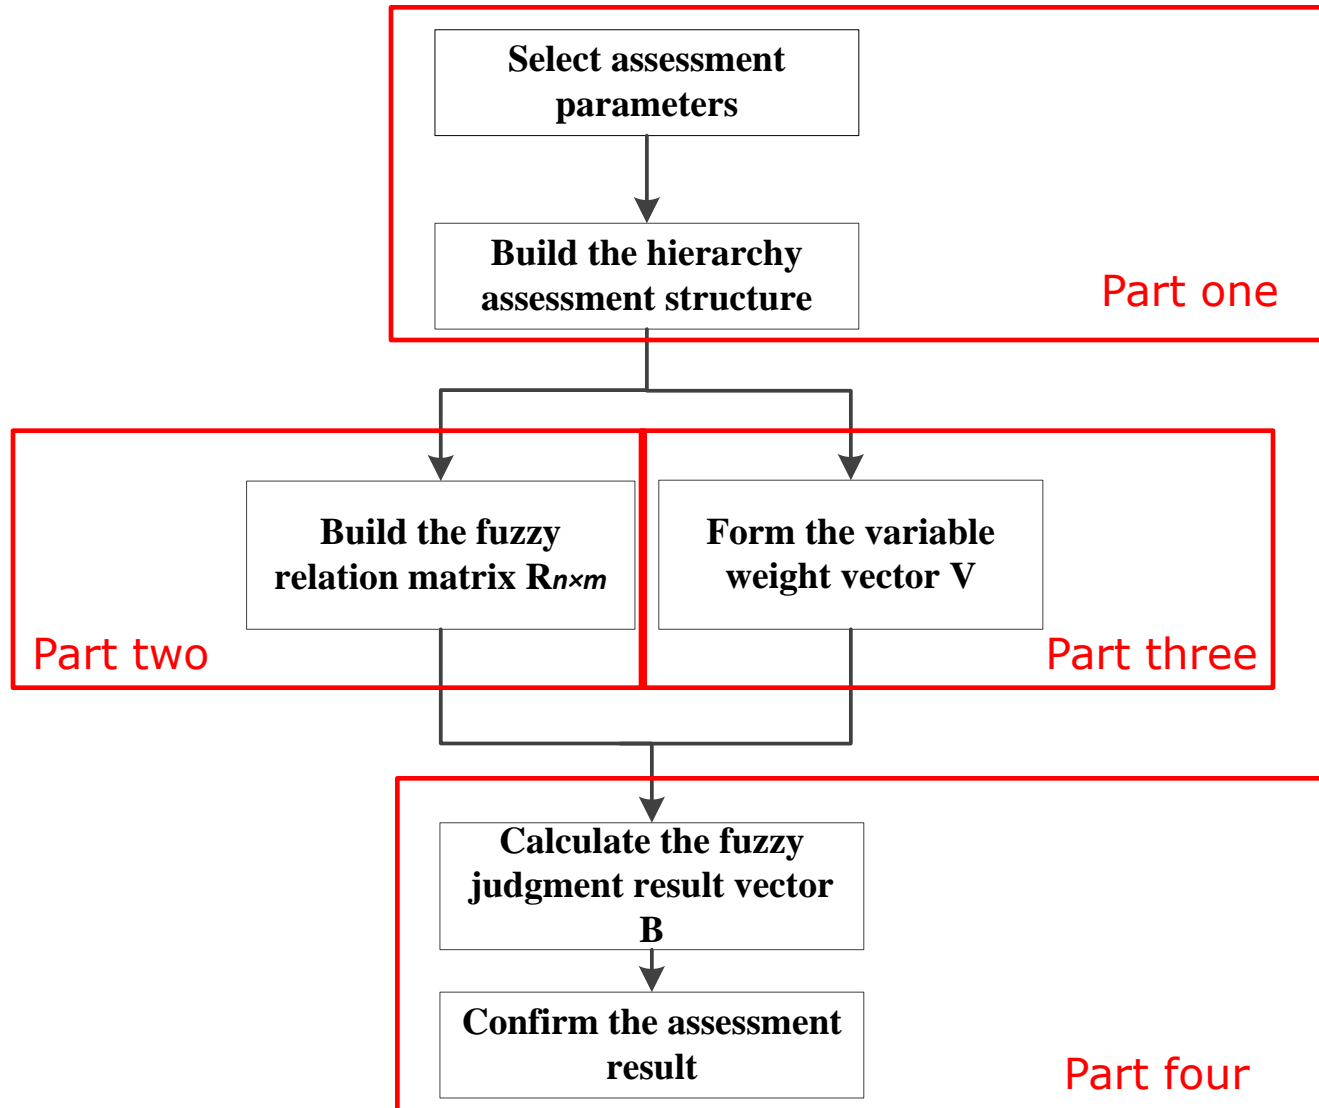 Select assessment
parameters
Build the hierarchy
assessment structure
Part one
Build the fuzzy
relation matrix Rn×m
Part two
Form the variable
weight vector V
Part three
Calculate the fuzzy
judgment result vector
B
Confirm the assessment
result
Part four